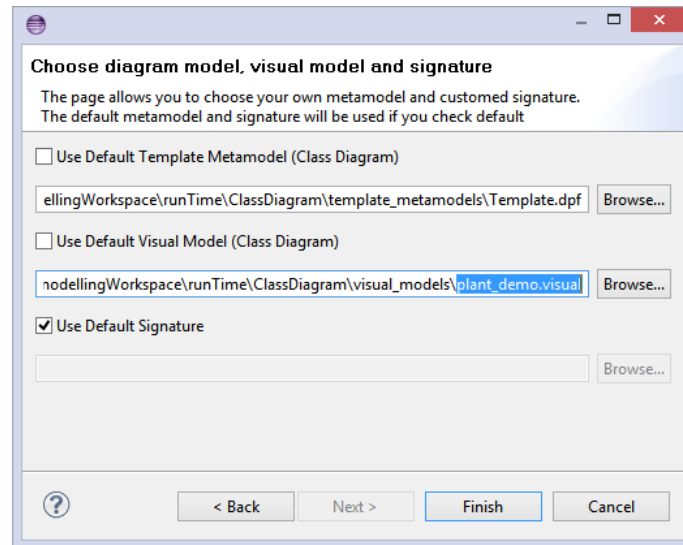 Choose diagram model, visual model and signature
The page allows you to choose your own metamodel and customed signature.
The default metamodel and signature will be used if you check default
Use Default Template Metamodel (Class Diagram)
ellingWorkspace\runTime\ClassDiagram\template_metamodels\Template.dpf Browse...
Use Default Visual Model (Class Diagram)
nodellingWorkspace\runTime\ClassDiagram\visual_models\plant_demo.visual Browse...
Use Default Signature
Browse...
? < Back Next > Finish Cancel